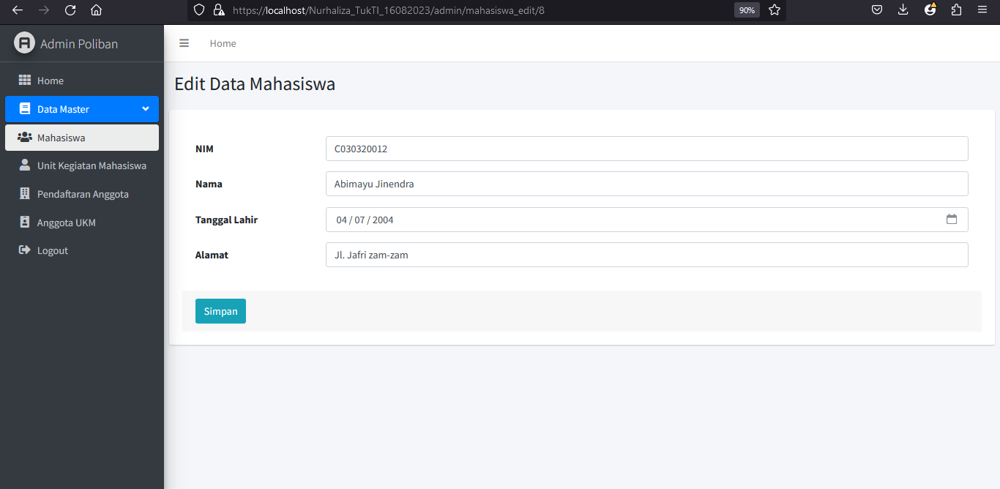 https://localhost/Nurhaliza_TukTI_16082023/admin/mahasiswa_edit/8
90%
Admin Poliban
Home
Home
Data Master
Mahasiswa
Unit Kegiatan Mahasiswa
Pendaftaran Anggota
Anggota UKM
Logout
Edit Data Mahasiswa
NIM C030320012
Nama Abimayu Jinendra
Tanggal Lahir 04 / 07 / 2004
Alamat Jl. Jafri zam-zam
Simpan